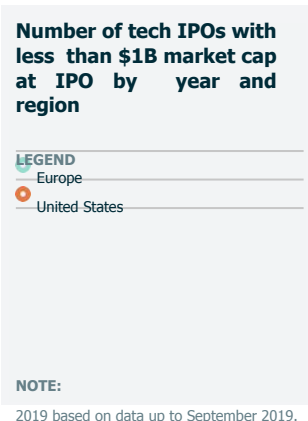 Number of tech IPOs with
less than $1B market cap
at IPO by year and
region
LEGEND
Europe
United States
NOTE:
2019 based on data up to September 2019.